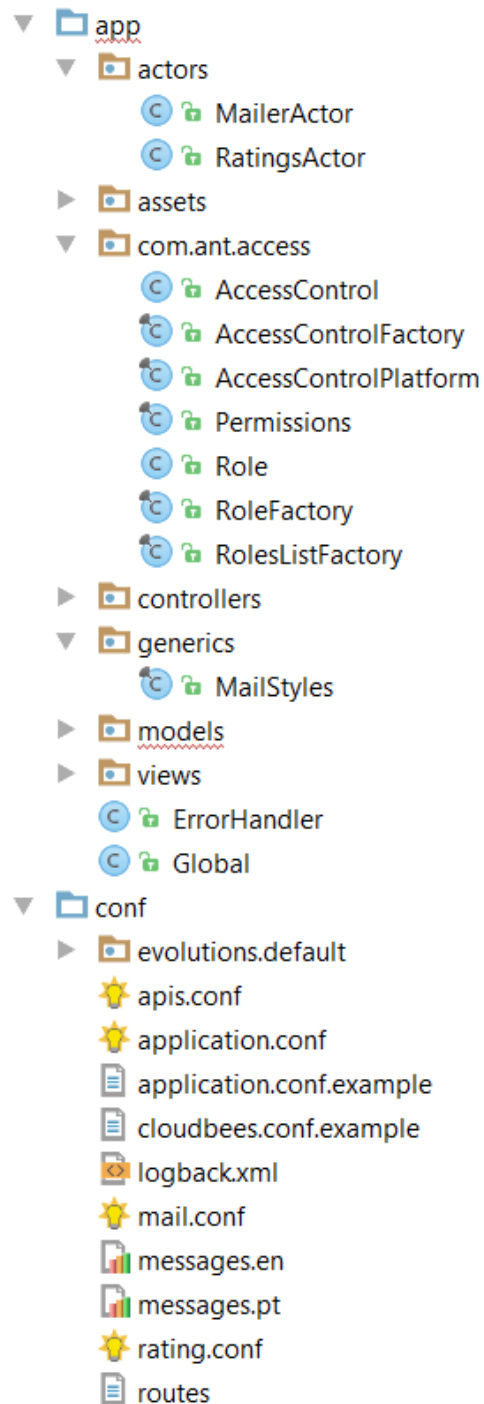 app
actors
MailerActor
RatingsActor
assets
com.ant.access
AccessControl
AccessControlFactory
AccessControlPlatform
Permissions
Role
RoleFactory
RolesListFactory
controllers
generics
MailStyles
models
views
ErrorHandler
Global
conf
evolutions.default
apis.conf
application.conf
application.conf.example
cloudbees.conf.example
logback.xml
mail.conf
messages.en
messages.pt
rating.conf
routes